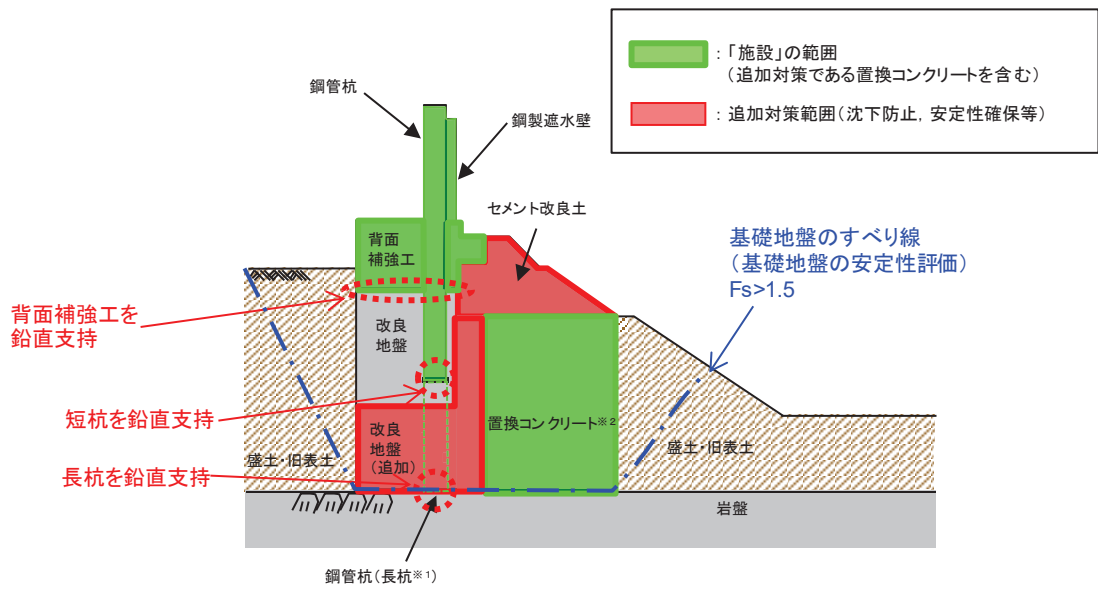 ：「施設」の範囲
（追加対策である置換コンクリートを含む）
：追加対策範囲（沈下防止，安定性確保等）
鋼管杭
鋼製遮水壁
セメント改良土
背面
補強工
基礎地盤のすべり線
（基礎地盤の安定性評価）
Fs>1.5
背面補強工を
鉛直支持
改良
地盤
短杭を鉛直支持
置換コンクリート※2
改良
地盤
（追加）
盛土・旧表土
盛土・旧表土
長杭を鉛直支持
岩盤
鋼管杭（長杭※1）